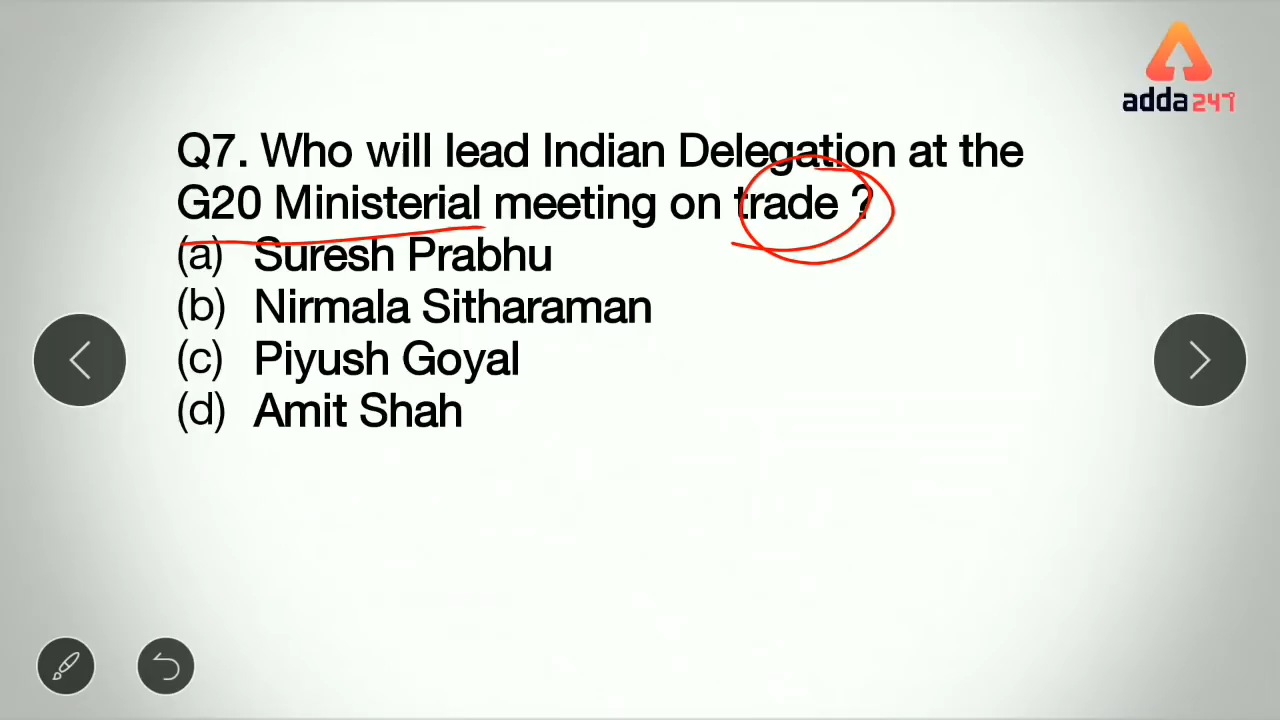 adda247
Q7. Who will lead Indian Delegation at the
G20 Ministerial meeting on trade ?
(a) Suresh Prabhu
(b) Nirmala Sitharaman
(c) Piyush Goyal
(d) Amit Shah